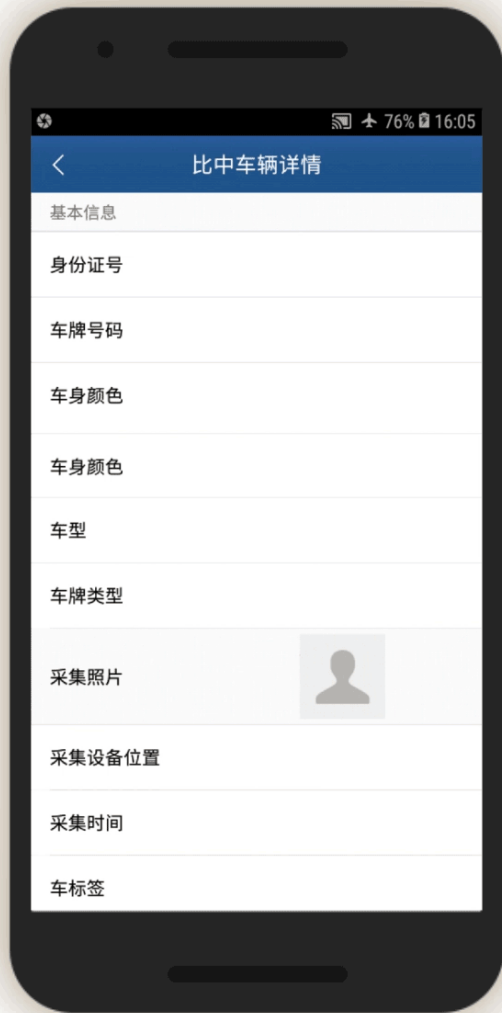 76% 16:05
比中车辆详情
基本信息
身份证号
车牌号码
车身颜色
车身颜色
车型
车牌类型
采集照片
采集设备位置
采集时间
车标签